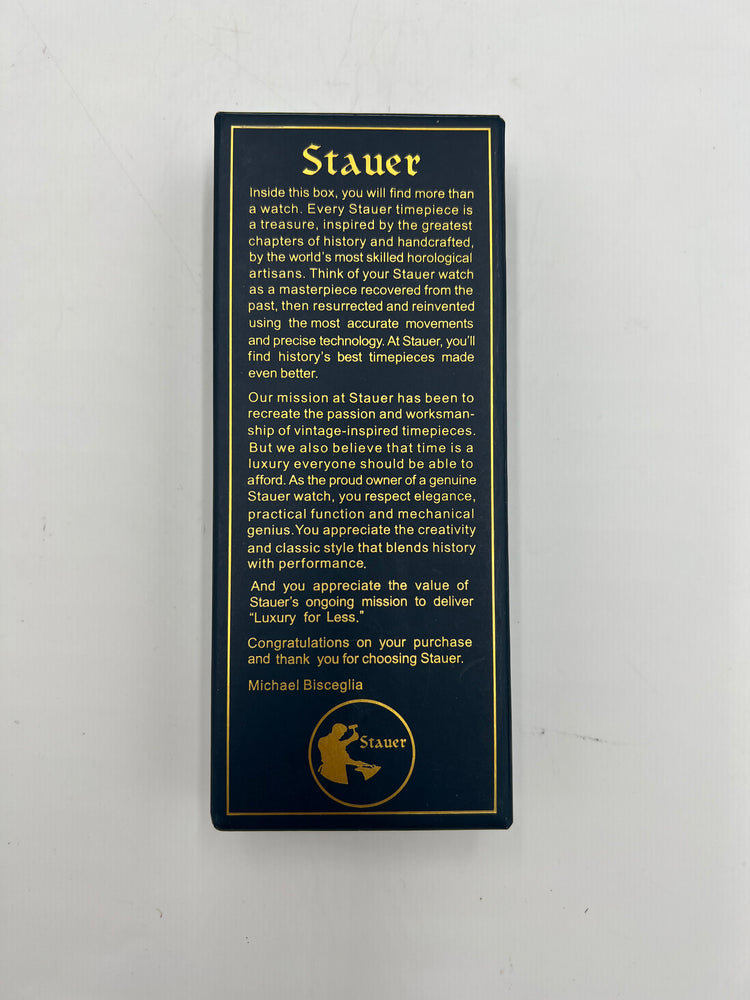 Stauer
Inside this box, you will find more than
a watch. Every Stauer timepiece is
a treasure, inspired by the greatest
chapters of history and handcrafted,
by the world's most skilled horological
artisans. Think of your Stauer watch
as a masterpiece recovered from the
past, then resurrected and reinvented
using the most accurate movements
and precise technology. At Stauer, you'll
find history's best timepieces made
even better.
Our mission at Stauer has been to
recreate the passion and worksman-
ship of vintage-inspired timepieces.
But we also believe that time is a
luxury everyone should be able to
afford. As the proud owner of a genuine
Stauer watch, you respect elegance,
practical function and mechanical
genius.You appreciate the creativity
and classic style that blends history
with performance.
And you appreciate the value of
Stauer's ongoing mission to deliver
“Luxury for Less.”
Congratulations on your purchase
and thank you for choosing Stauer.
Michael Bisceglia
Stauer